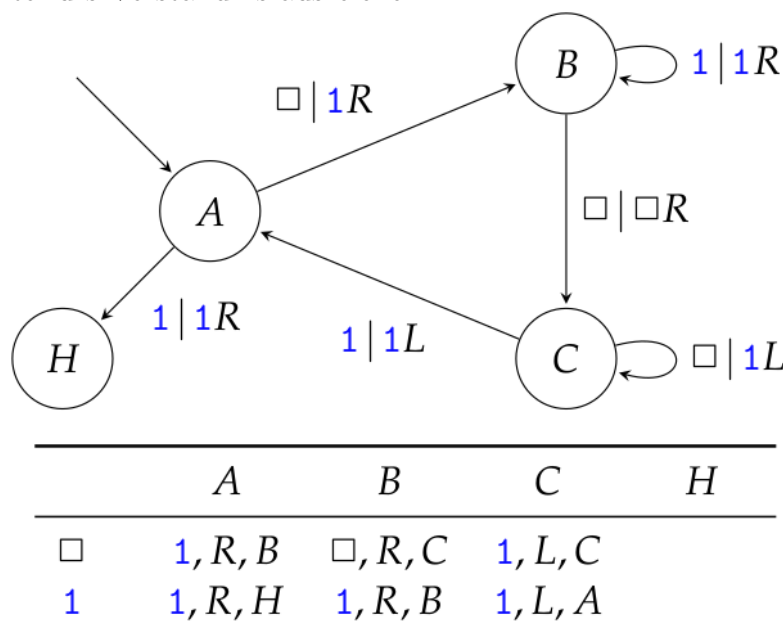 B
1 | 1R
□ | 1R
A
□ | □R
1 | 1R
1 | 1L
H
C
□ | 1L
A B C H
□ 1, R, B □, R, C 1, L, C
1 1, R, H 1, R, B 1, L, A